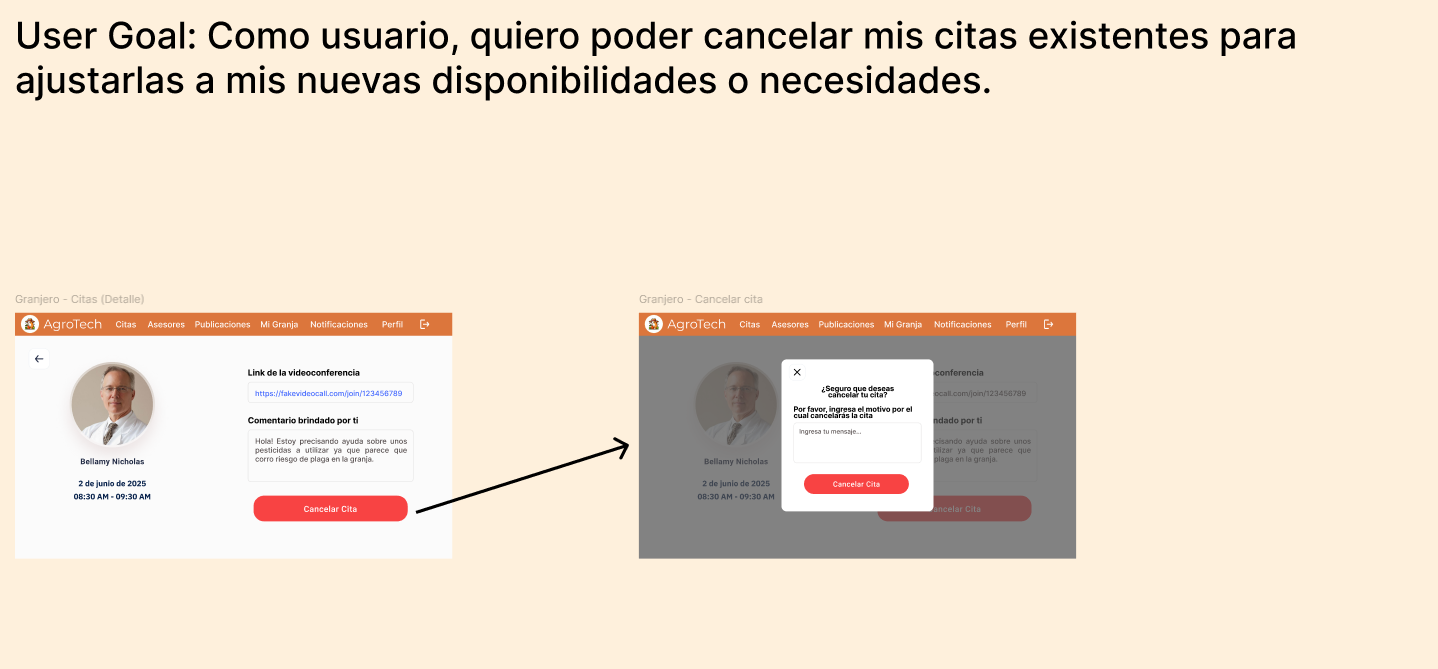 User Goal: Como usuario, quiero poder cancelar mis citas existentes para
ajustarlas a mis nuevas disponibilidades o necesidades.
Granjero - Citas (Detalle)
AgroTech Citas Asesores Publicaciones Mi Granja Notificaciones Perfil
Bellamy Nicholas
2 de junio de 2025
08:30 AM - 09:30 AM
Link de la videoconferencia
https://fakevideocall.com/join/123456789
Comentario brindado por ti
Hola! Estoy precisando ayuda sobre unos
pesticidas a utilizar ya que parece que
corro riesgo de plaga en la granja.
Cancelar Cita
Granjero - Cancelar cita
AgroTech Citas Asesores Publicaciones Mi Granja Notificaciones Perfil
Bellamy Nicholas
2 de junio de 2025
08:30 AM - 09:30 AM
¿Seguro que deseas
cancelar tu cita?
Por favor, ingresa el motivo por el
cual cancelarás la cita
Ingresa tu mensaje...
Cancelar Cita
conferencia
ocall.com/join/123456789
ndado por ti
ecisando ayuda sobre unos
utilizar ya que parece que
plaga en la granja.
ancelar Cita